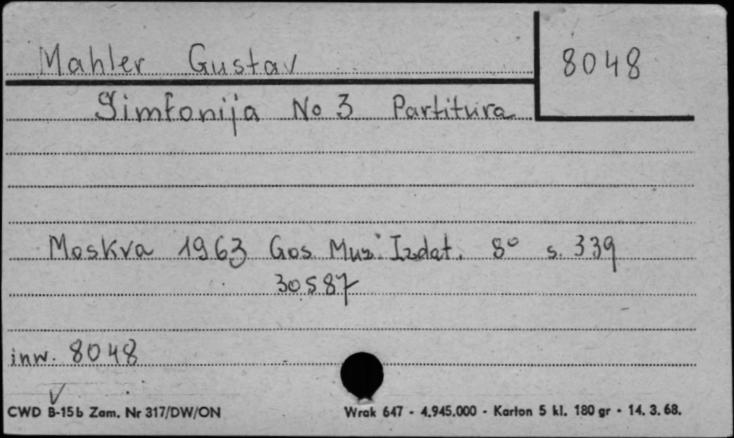 Mahler Gustav
8048
Simfonija No 3 Partitura
Moskva 1963 Gos. Muz. Izdat. 8° s. 339
30587
inw. 8048
CWD B-15b Zam. Nr 317/DW/ON
Wrak 647 - 4.945.000 - Karton 5 kl. 180 gr - 14. 3. 68.